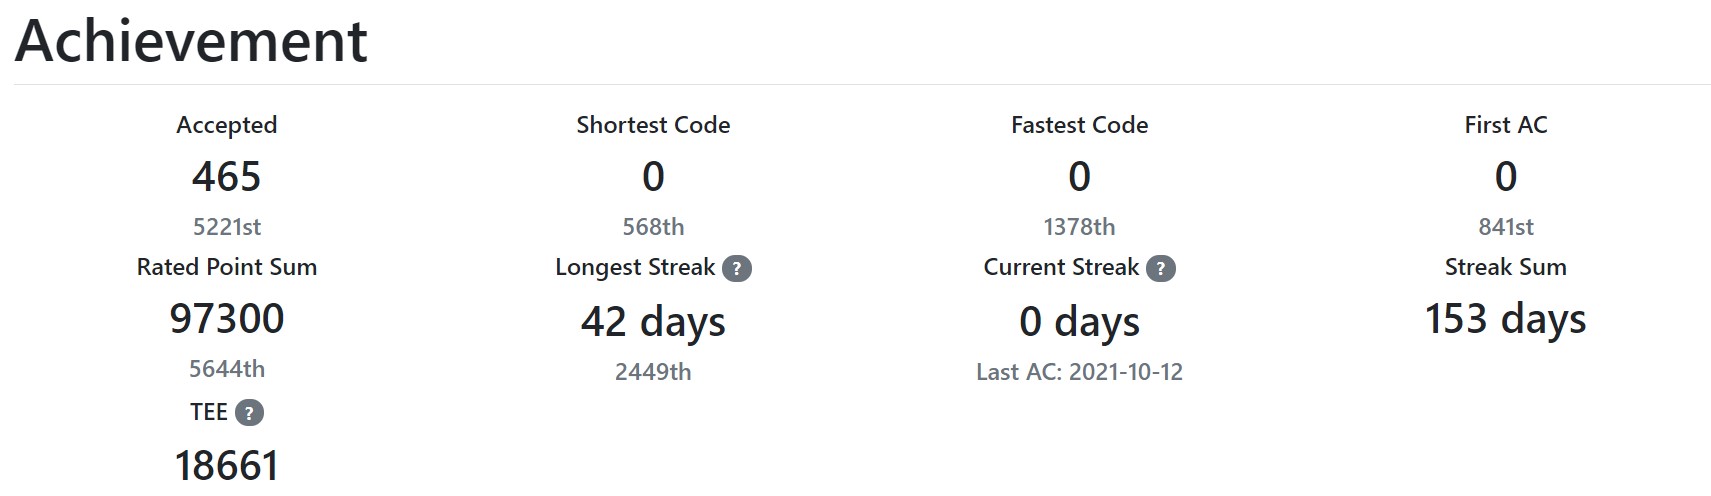 Achievement
Accepted
465
5221st
Shortest Code
0
568th
Fastest Code
0
1378th
First AC
0
841st
Rated Point Sum
97300
5644th
Longest Streak ?
42 days
2449th
Current Streak ?
0 days
Last AC: 2021-10-12
Streak Sum
153 days
TEE ?
18661